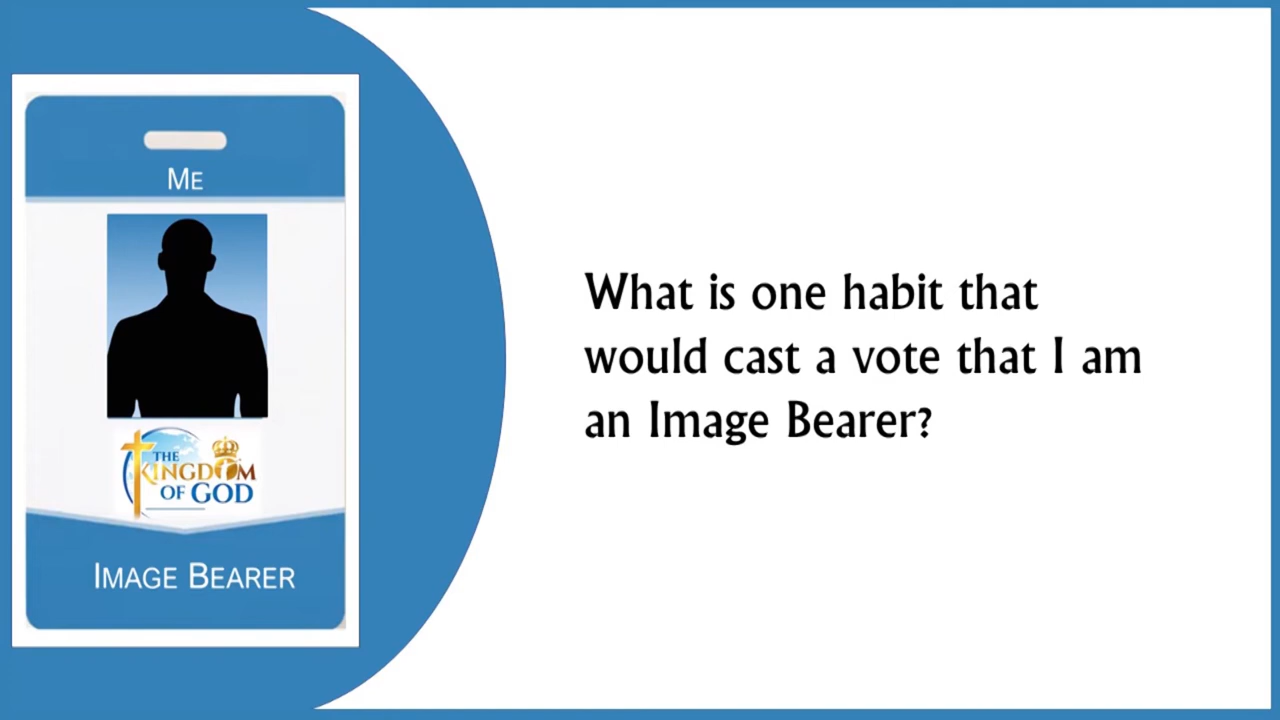 Me
THE
KINGDOM
OF GOD
Image Bearer
What is one habit that
would cast a vote that I am
an Image Bearer?